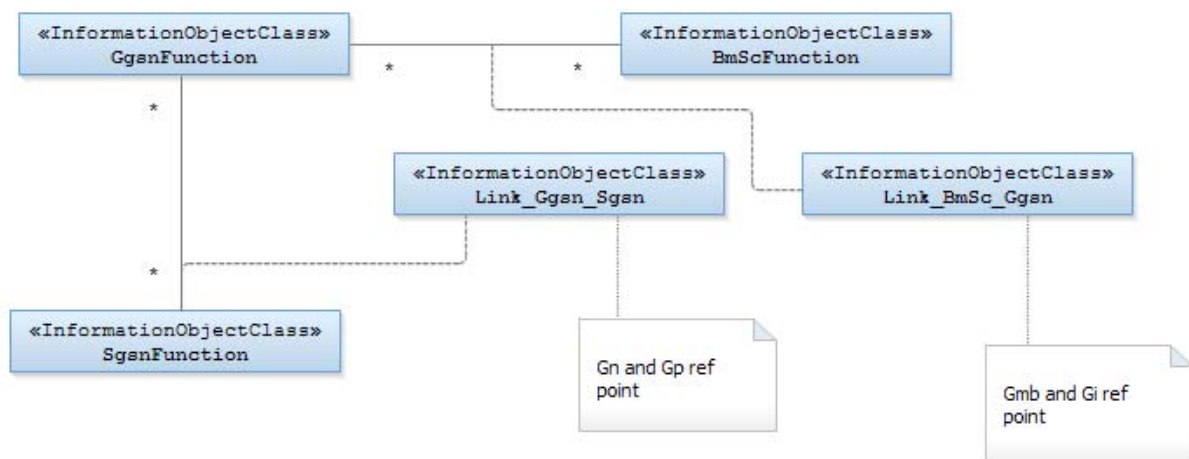 «InformationObjectClass»
GgsnFunction
«InformationObjectClass»
BmScFunction
*
*
*
«InformationObjectClass»
Link_Ggsn_Sgsn
«InformationObjectClass»
Link_BmSc_Ggsn
*
«InformationObjectClass»
SgsnFunction
Gn and Gp ref
point
Gmb and Gi ref
point